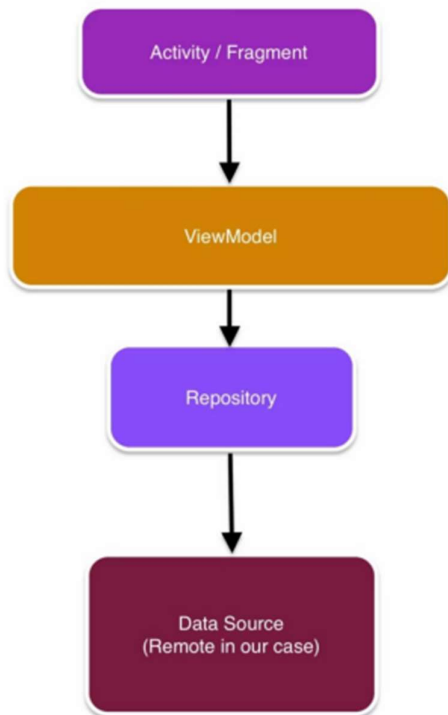 Activity / Fragment
ViewModel
Repository
Data Source
(Remote in our case)